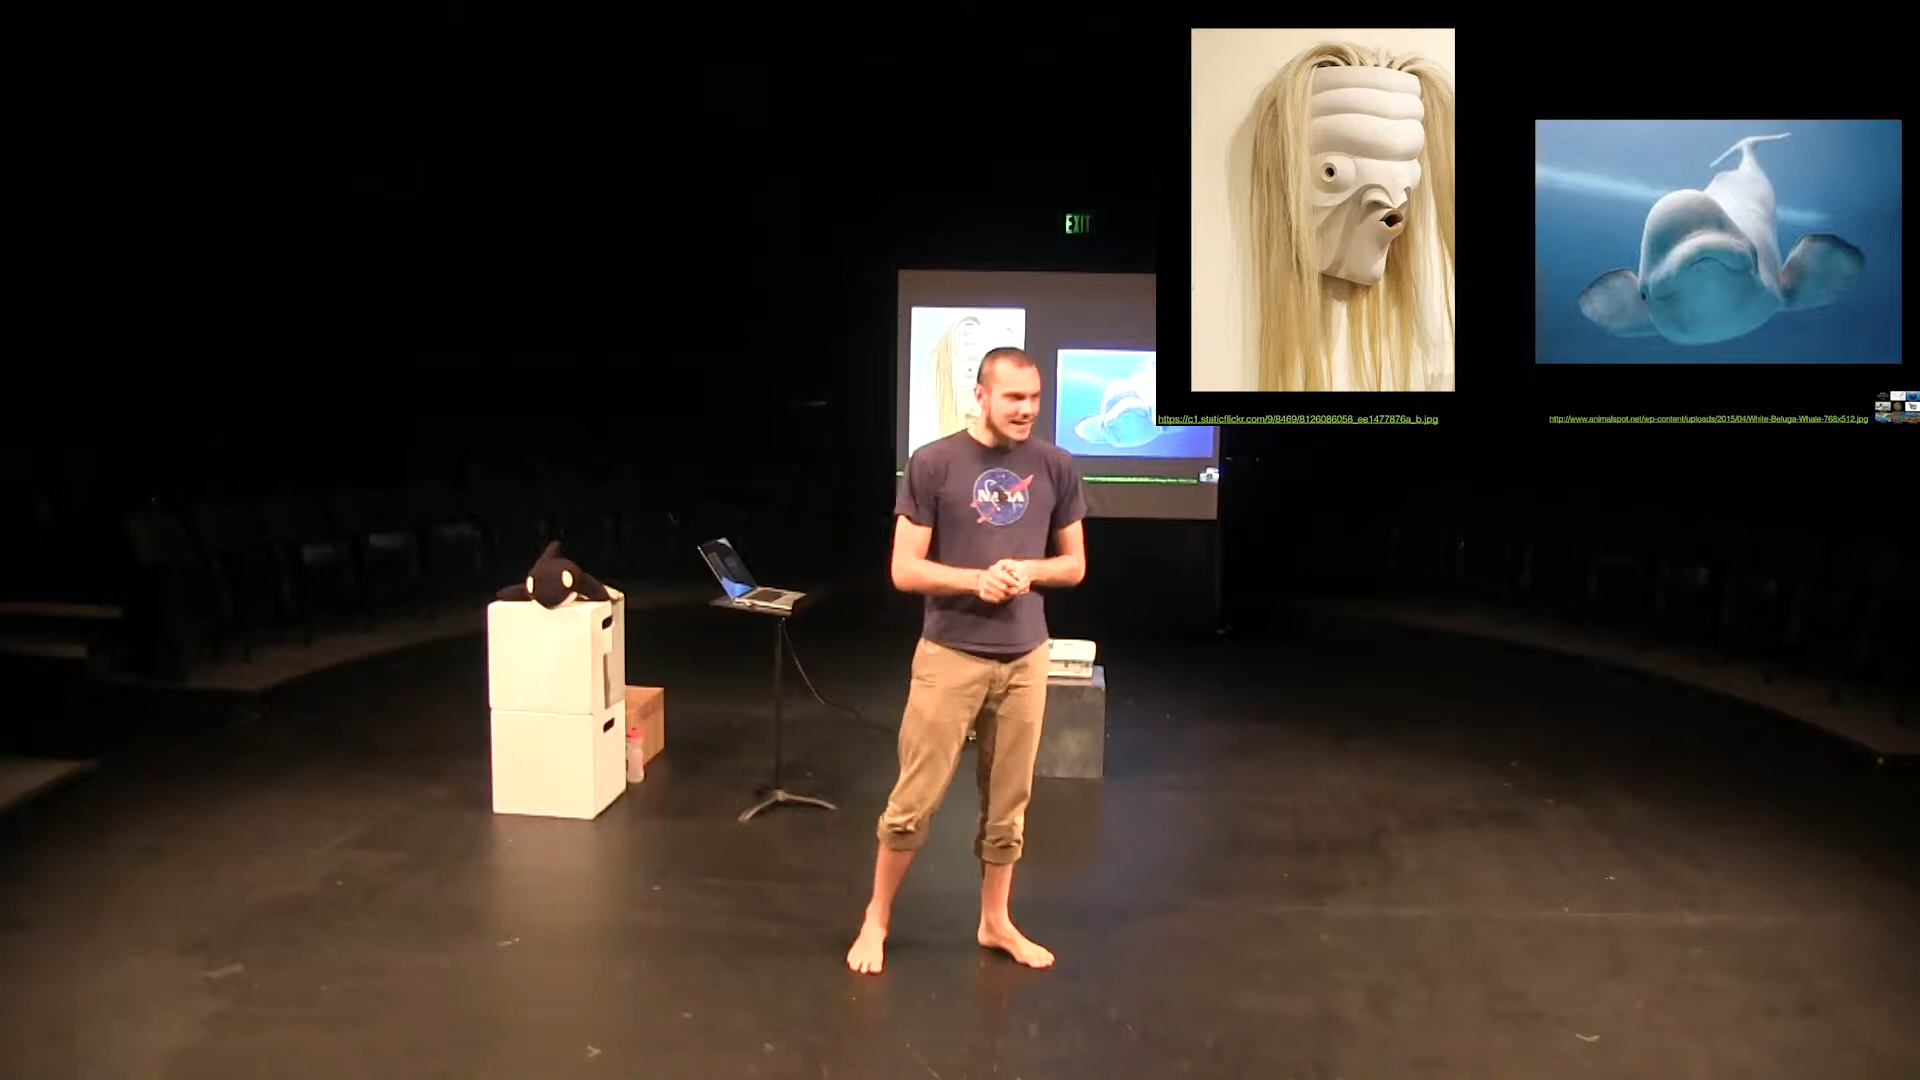 EXIT
NASA
https://c1.staticflickr.com/9/8469/8126086058_ee1477876a_b.jpg
http://www.animalspot.net/wp-content/uploads/2015/04/White-Beluga-Whale-768x512.jpg